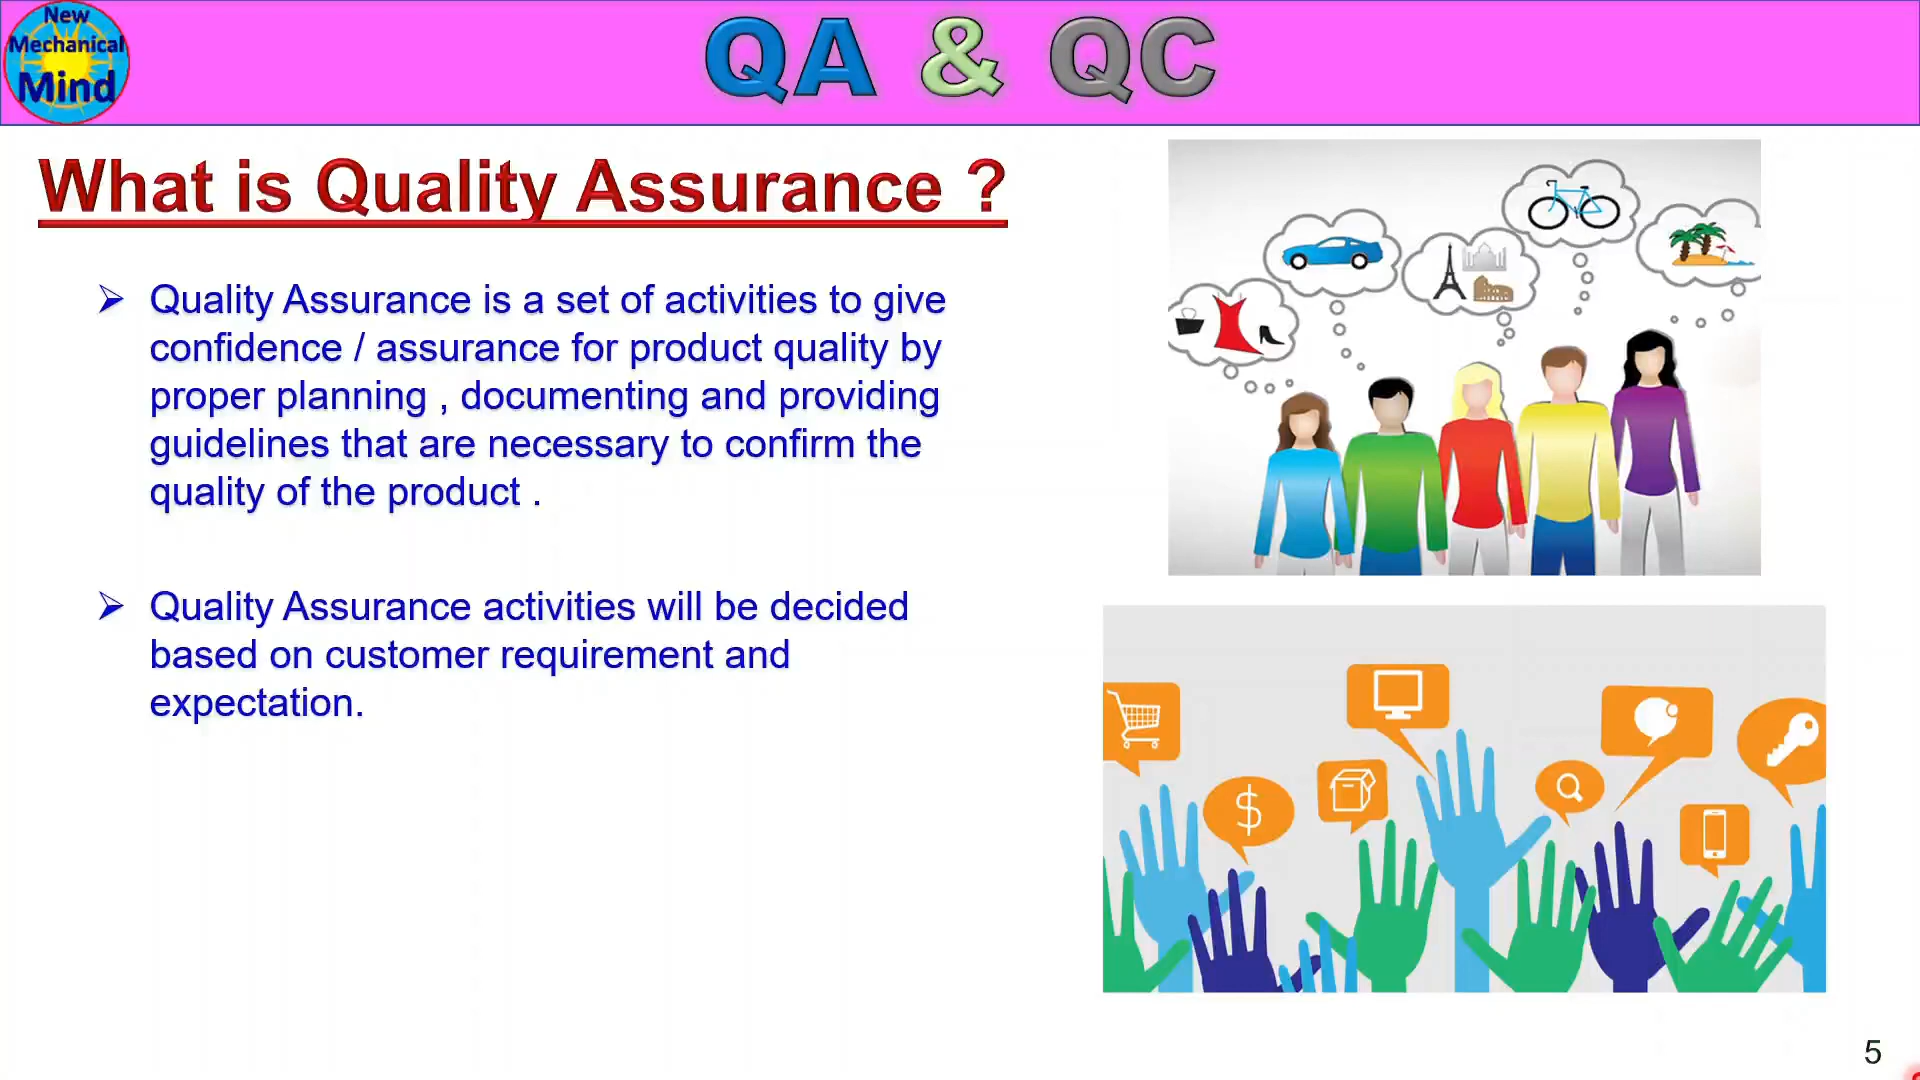 New
Mechanical
Mind
QA & QC
What is Quality Assurance ?
Quality Assurance is a set of activities to give
confidence / assurance for product quality by
proper planning , documenting and providing
guidelines that are necessary to confirm the
quality of the product .
Quality Assurance activities will be decided
based on customer requirement and
expectation.
$
5